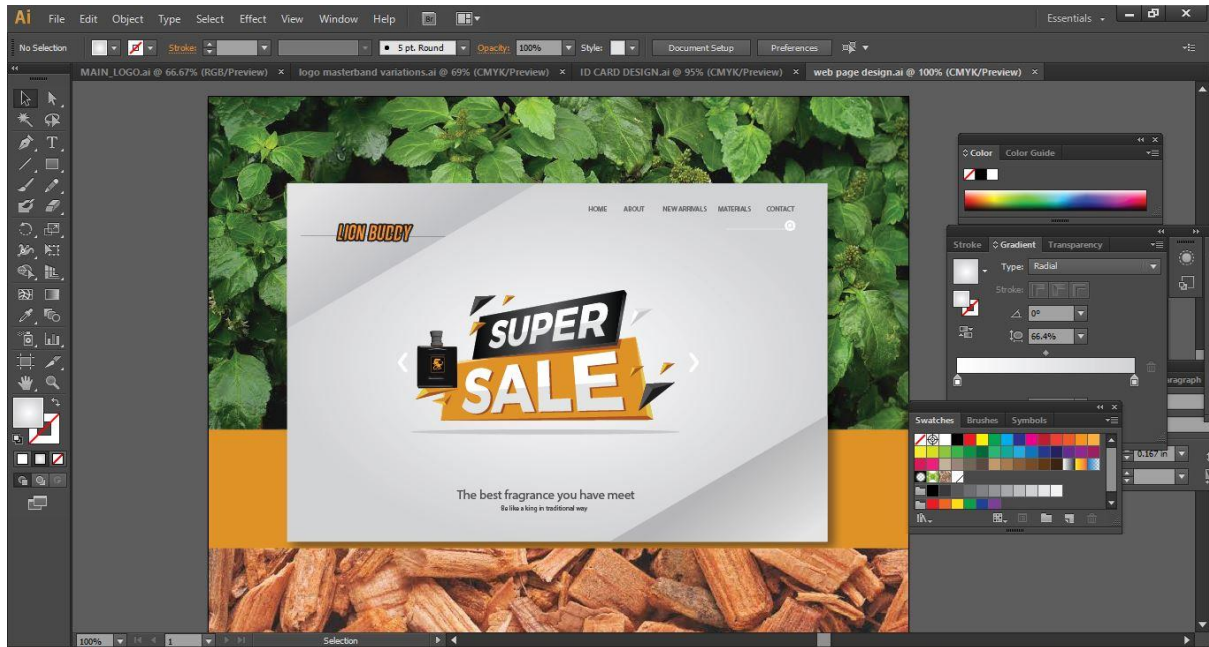 Ai File Edit Object Type Select Effect View Window Help Br Essentials
No Selection Stroke: 5 pt. Round Opacity: 100% Style: Document Setup Preferences
MAIN_LOGO.ai @ 66.67% (RGB/Preview) × logo masterband variations.ai @ 69% (CMYK/Preview) × ID CARD DESIGN.ai @ 95% (CMYK/Preview) × web page design.ai @ 100% (CMYK/Preview) ×
HOME ABOUT NEW ARRIVALS MATERIALS CONTACT
LION BUDDY
SUPER
SALE
The best fragrance you have meet
Be like a king in traditional way
Color Color Guide
Stroke Gradient Transparency
Type: Radial
Stroke:
0°
66.4%
Swatches Brushes Symbols
0.167 in
100% 1 Selection